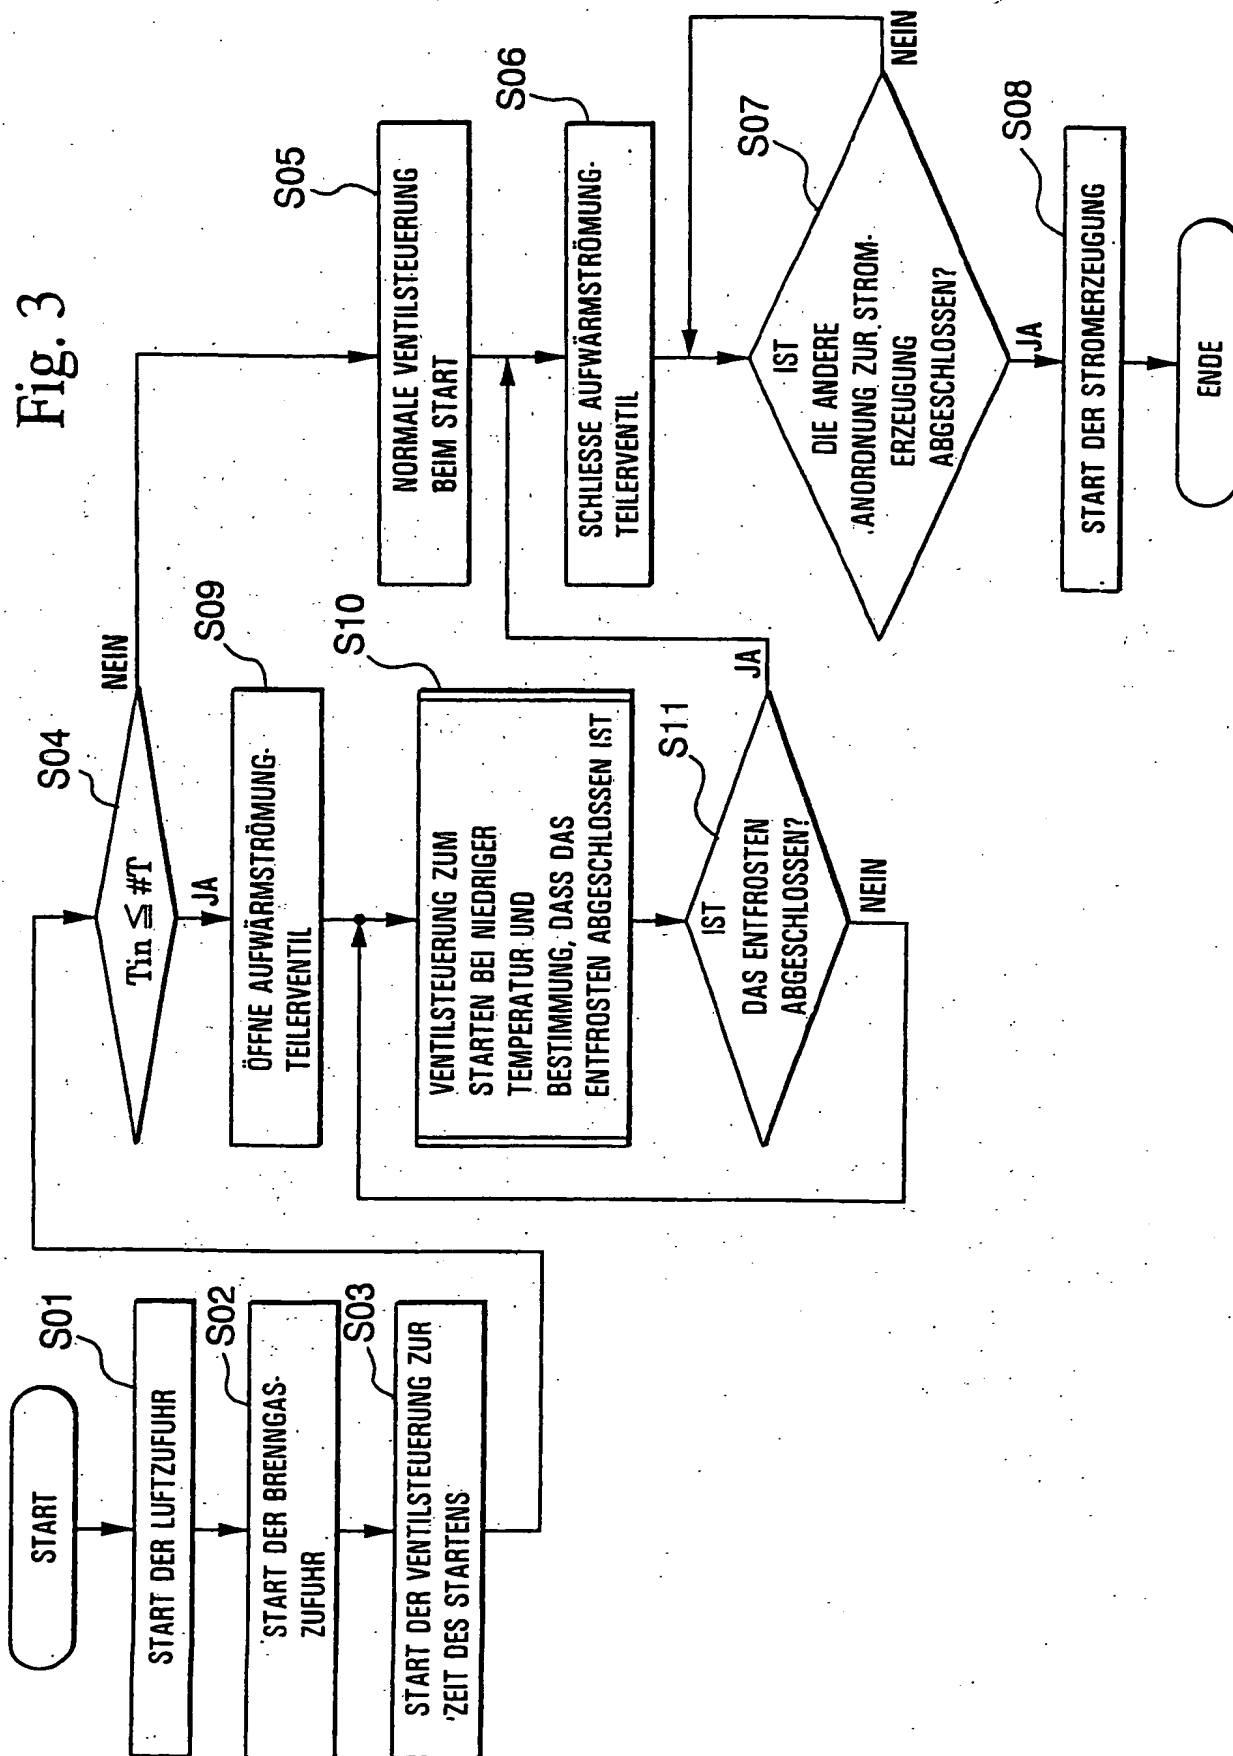 Fig. 3
START
S01
START DER LUFTZUFUHR
S02
START DER BRENNGAS-
ZUFUHR
S03
START DER VENTILSTEUERUNG ZUR
ZEIT DES STARTENS
S04
Tin ≦ #T
NEIN
JA
S09
ÖFFNE AUFWÄRMSTRÖMUNG-
TEILERVENTIL
S10
VENTILSTEUERUNG ZUM
STARTEN BEI NIEDRIGER
TEMPERATUR UND
BESTIMMUNG, DASS DAS
ENTFROSTEN ABGESCHLOSSEN IST
S11
IST
DAS ENTFROSTEN
ABGESCHLOSSEN?
JA
NEIN
S05
NORMALE VENTILSTEUERUNG
BEIM START
S06
SCHLIESSE AUFWÄRMSTRÖMUNG-
TEILERVENTIL
S07
IST
DIE ANDERE
ANORDNUNG ZUR STROM-
ERZEUGUNG
ABGESCHLOSSEN?
NEIN
JA
S08
START DER STROMERZEUGUNG
ENDE